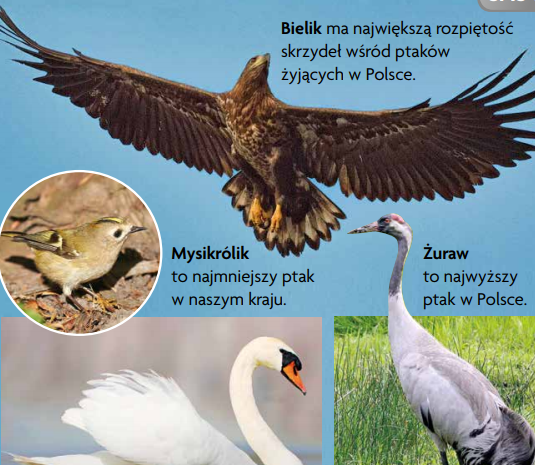 Bielik ma największą rozpiętość
skrzydeł wśród ptaków
żyjących w Polsce.
Mysikrólik
to najmniejszy ptak
w naszym kraju.
Żuraw
to najwyższy
ptak w Polsce.